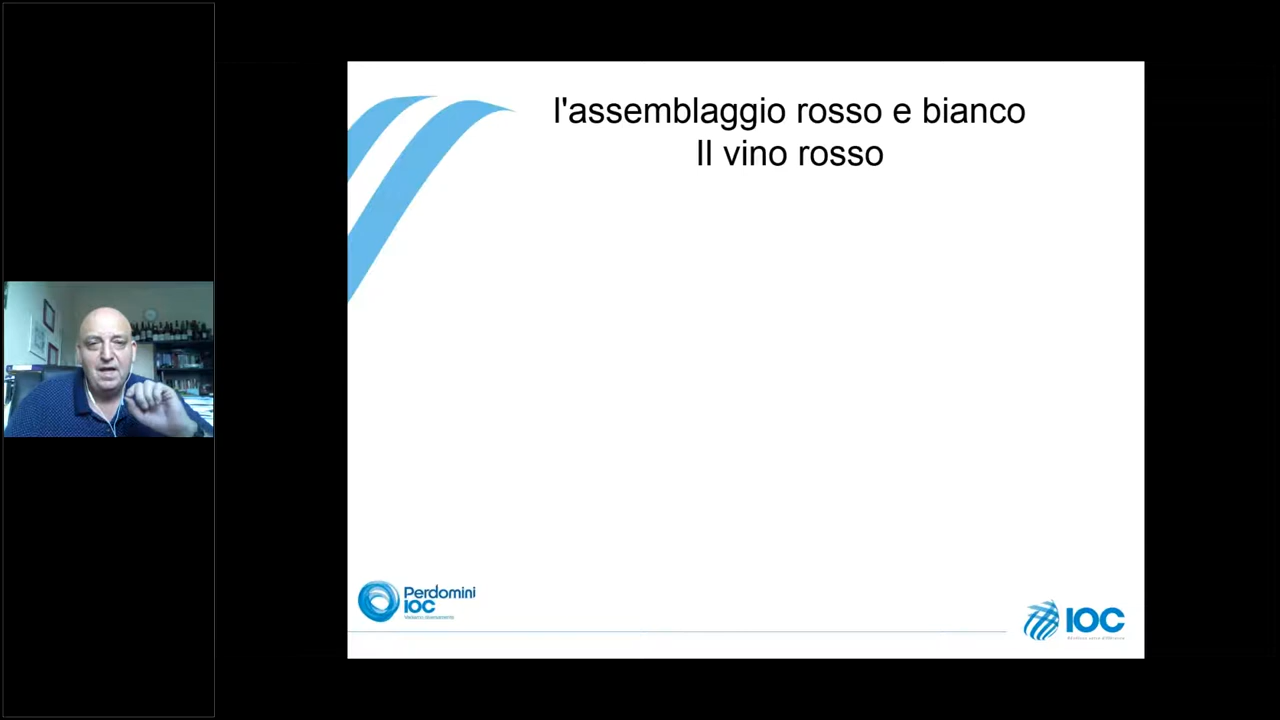 l'assemblaggio rosso e bianco
Il vino rosso
Perdomini
IOC
IOC